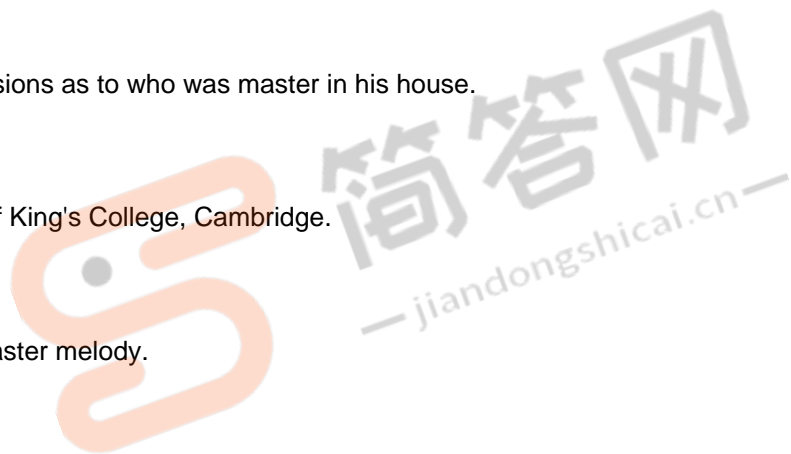 sions as to who was master in his house.
King's College, Cambridge.
aster melody.
简答网
jiandongshicai.cn